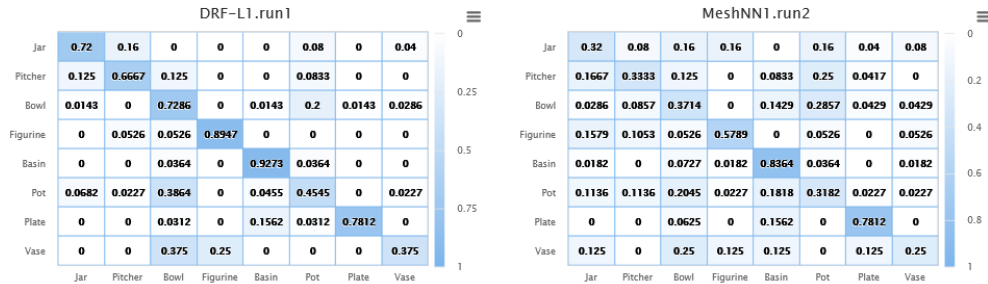 DRF-L1.run1
Jar 0.72 0.16 0 0 0 0.08 0 0.04
Pitcher 0.125 0.6667 0.125 0 0 0.0833 0 0
Bowl 0.0143 0 0.7286 0 0.0143 0.2 0.0143 0.0286
Figurine 0 0.0526 0.0526 0.8947 0 0 0 0
Basin 0 0 0.0364 0 0.9273 0.0364 0 0
Pot 0.0682 0.0227 0.3864 0 0.0455 0.4545 0 0.0227
Plate 0 0 0.0312 0 0.1562 0.0312 0.7812 0
Vase 0 0 0.375 0.25 0 0 0 0.375
Jar Pitcher Bowl Figurine Basin Pot Plate Vase
0
0.25
0.5
0.75
1
MeshNN1.run2
Jar 0.32 0.08 0.16 0.16 0 0.16 0.04 0.08
Pitcher 0.1667 0.3333 0.125 0 0.0833 0.25 0.0417 0
Bowl 0.0286 0.0857 0.3714 0 0.1429 0.2857 0.0429 0.0429
Figurine 0.1579 0.1053 0.0526 0.5789 0 0.0526 0 0.0526
Basin 0.0182 0 0.0727 0.0182 0.8364 0.0364 0 0.0182
Pot 0.1136 0.1136 0.2045 0.0227 0.1818 0.3182 0.0227 0.0227
Plate 0 0 0.0625 0 0.1562 0 0.7812 0
Vase 0.125 0 0.25 0.125 0.125 0 0.125 0.25
Jar Pitcher Bowl Figurine Basin Pot Plate Vase
0
0.2
0.4
0.6
0.8
1